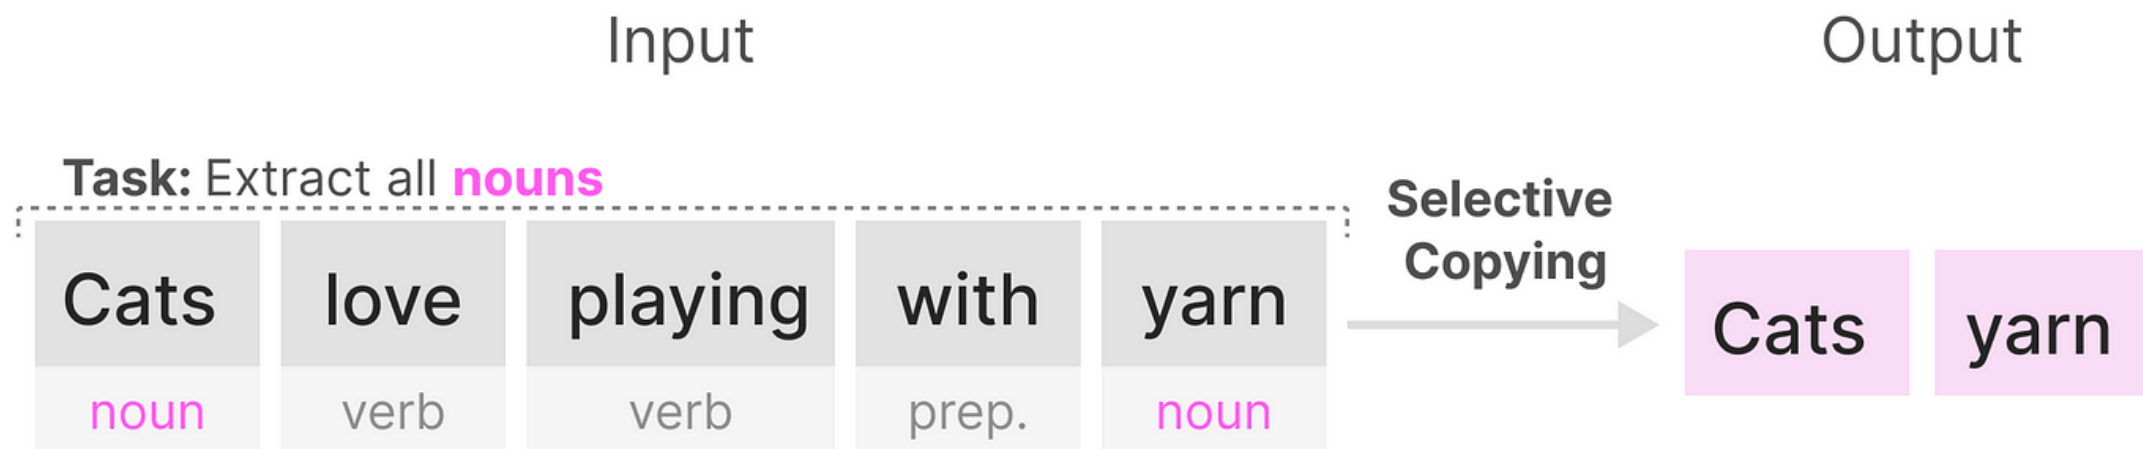 Input
Output
Task: Extract all nouns
Selective
Copying
Cats love playing with yarn
noun verb verb prep. noun
Cats yarn